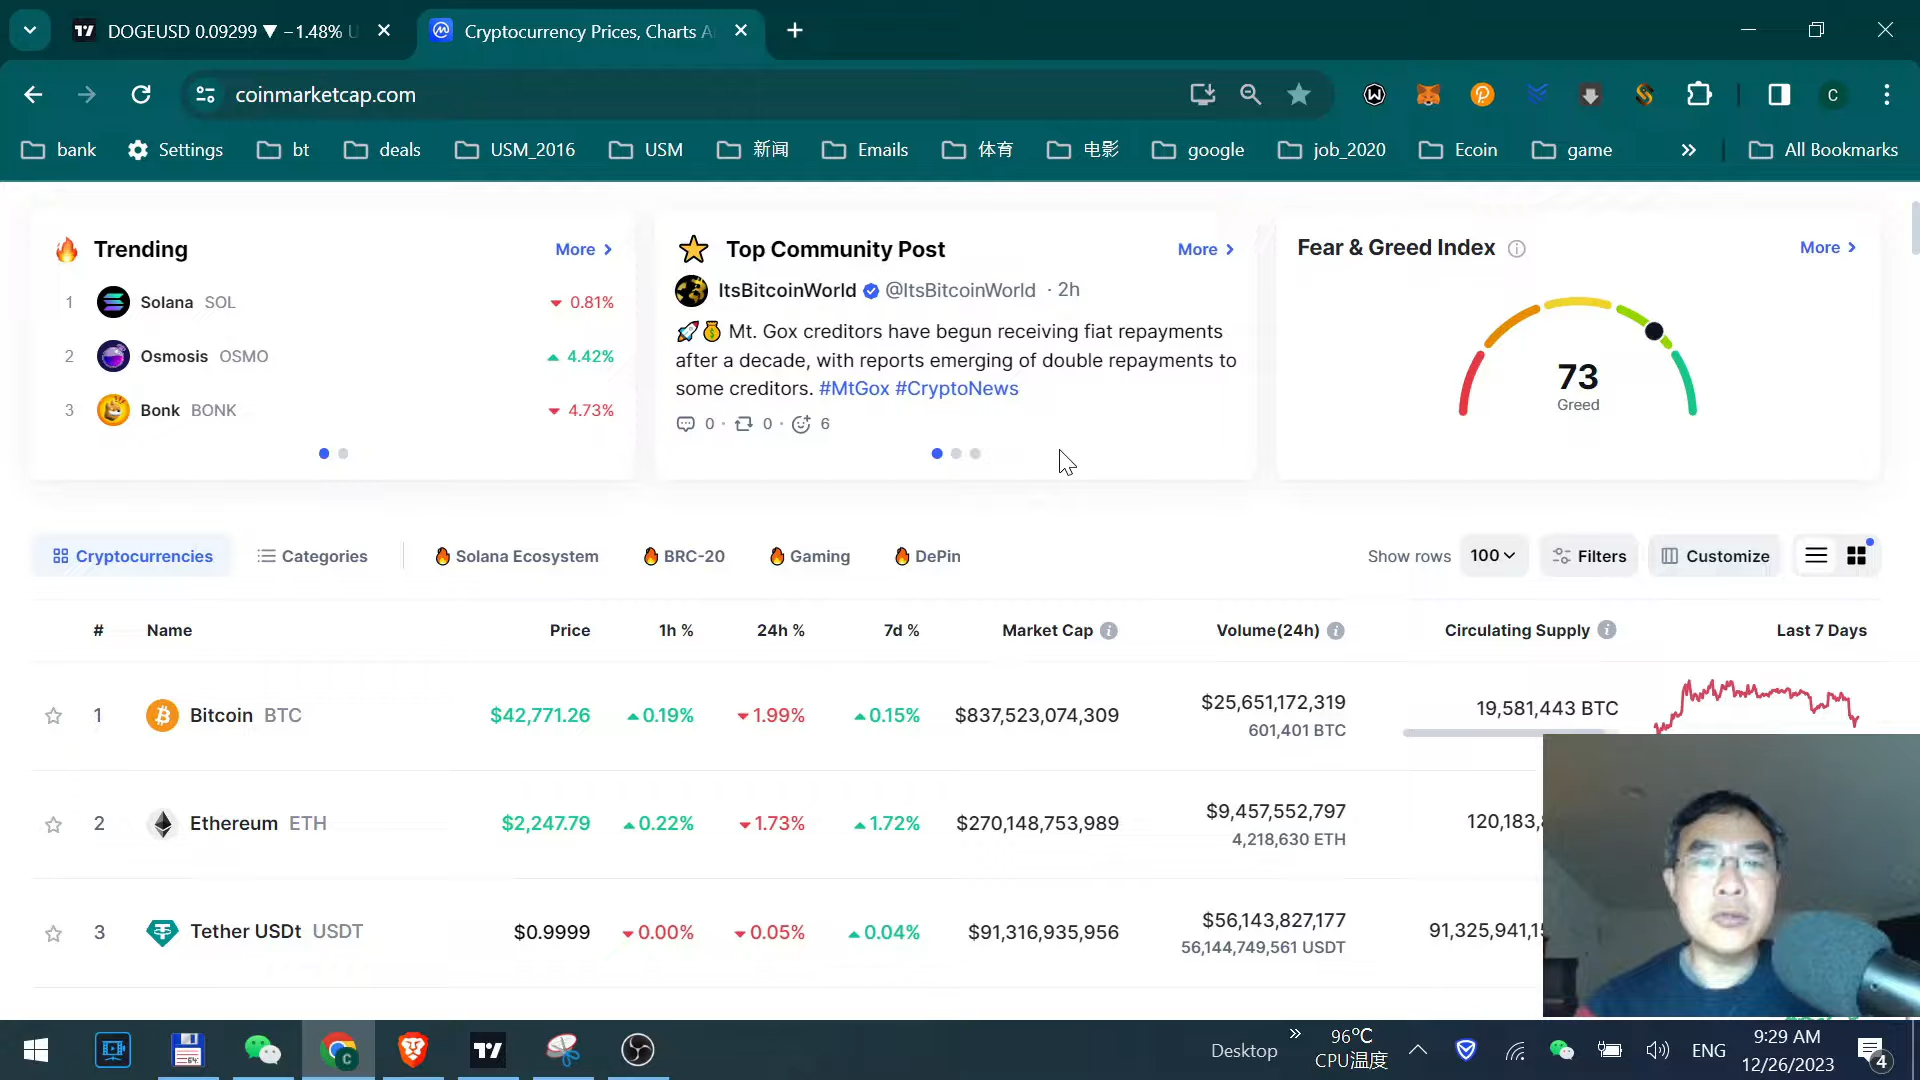 DOGEUSD 0.09299 ▼ −1.48% U
Cryptocurrency Prices, Charts A
coinmarketcap.com
C
bank
Settings
bt
deals
USM_2016
USM
新闻
Emails
体育
电影
google
job_2020
Ecoin
game
All Bookmarks
Trending
More
1 Solana SOL 0.81%
2 Osmosis OSMO 4.42%
3 Bonk BONK 4.73%
Top Community Post
More
ItsBitcoinWorld @ItsBitcoinWorld · 2h
Mt. Gox creditors have begun receiving fiat repayments
after a decade, with reports emerging of double repayments to
some creditors. #MtGox #CryptoNews
0 · 0 · 6
Fear & Greed Index
More
73
Greed
Cryptocurrencies
Categories
Solana Ecosystem
BRC-20
Gaming
DePin
Show rows
100
Filters
Customize
# Name Price 1h % 24h % 7d % Market Cap Volume(24h) Circulating Supply Last 7 Days
1 Bitcoin BTC $42,771.26 0.19% 1.99% 0.15% $837,523,074,309 $25,651,172,319 19,581,443 BTC
601,401 BTC
2 Ethereum ETH $2,247.79 0.22% 1.73% 1.72% $270,148,753,989 $9,457,552,797 120,183,
4,218,630 ETH
3 Tether USDt USDT $0.9999 0.00% 0.05% 0.04% $91,316,935,956 $56,143,827,177 91,325,941,1
56,144,749,561 USDT
Desktop
96℃
CPU温度
ENG
9:29 AM
12/26/2023
4